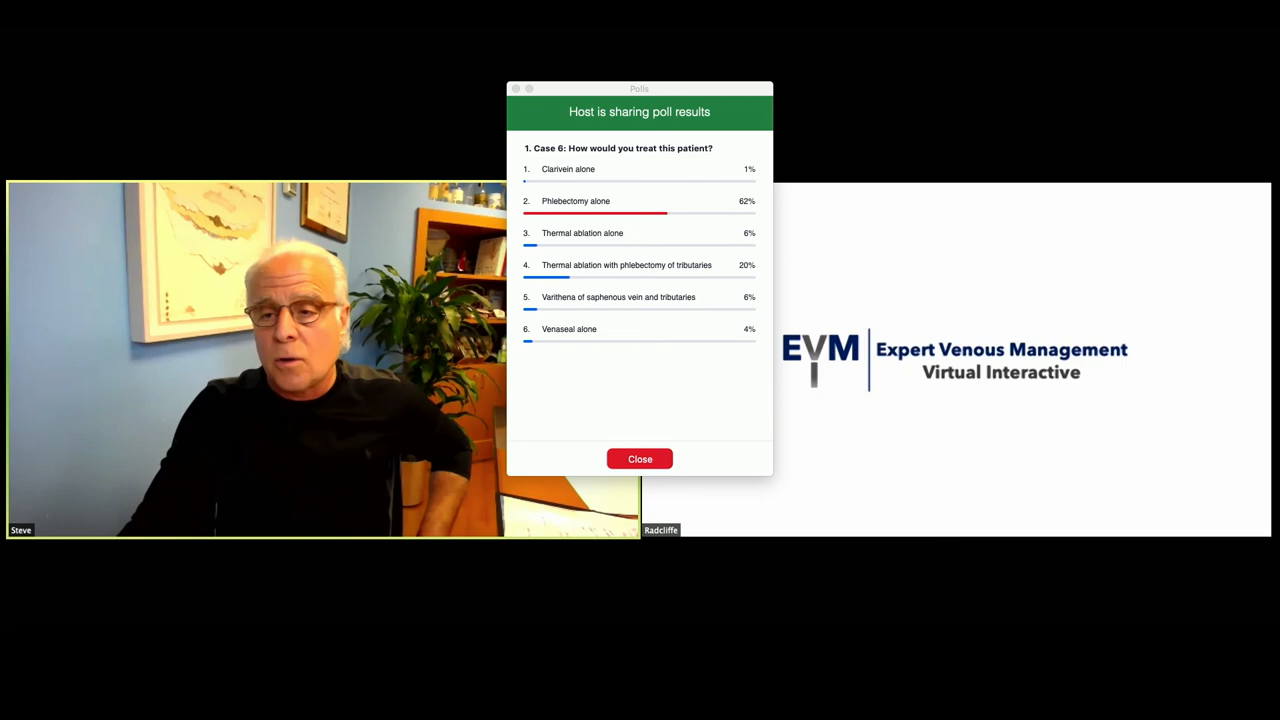 Polls
Host is sharing poll results
1. Case 6: How would you treat this patient?
1. Clarivein alone 1%
2. Phlebectomy alone 62%
3. Thermal ablation alone 6%
4. Thermal ablation with phlebectomy of tributaries 20%
5. Varithena of saphenous vein and tributaries 6%
6. Venaseal alone 4%
Close
EVM Expert Venous Management
Virtual Interactive
Steve
Radcliffe